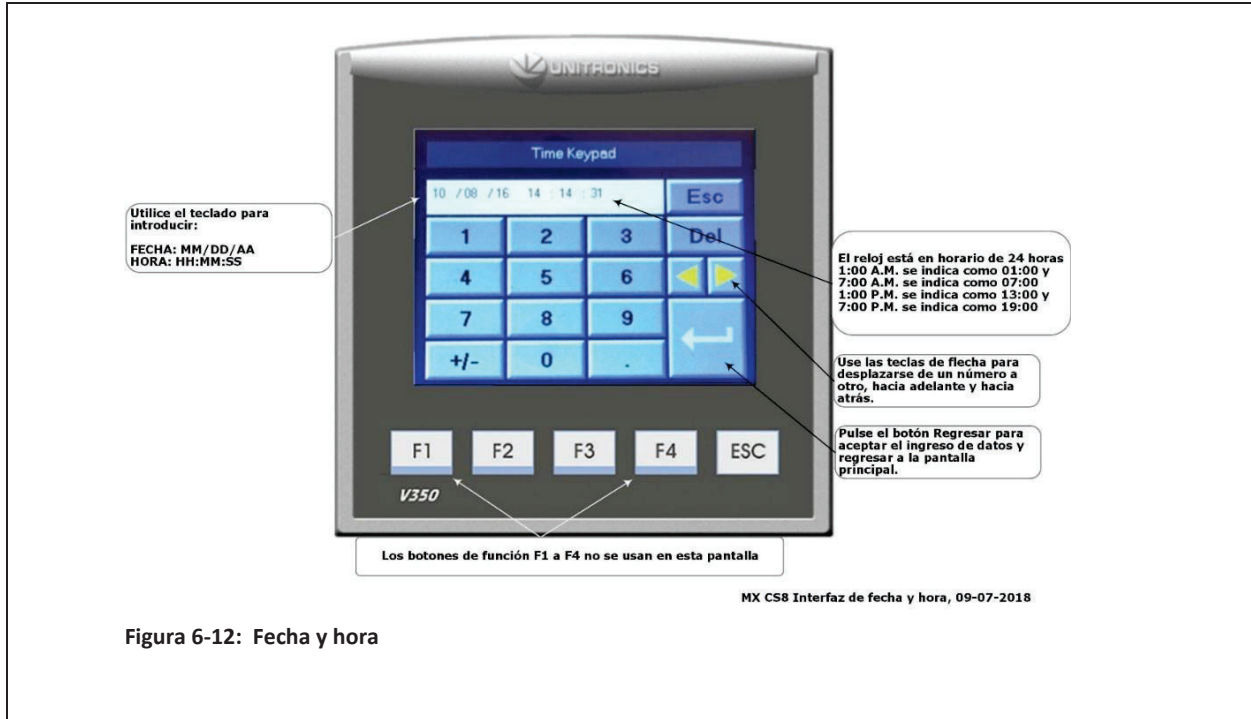 UNITRONICS
Time Keypad
10 /08 /16 14 : 14 : 31
Esc
1 2 3 Del
4 5 6
7 8 9
+/- 0 .
F1 F2 F3 F4 ESC
V350
Utilice el teclado para
introducir:
FECHA: MM/DD/AA
HORA: HH:MM:SS
El reloj está en horario de 24 horas
1:00 A.M. se indica como 01:00 y
7:00 A.M. se indica como 07:00
1:00 P.M. se indica como 13:00 y
7:00 P.M. se indica como 19:00
Use las teclas de flecha para
desplazarse de un número a
otro, hacia adelante y hacia
atrás.
Pulse el botón Regresar para
aceptar el ingreso de datos y
regresar a la pantalla
principal.
Los botones de función F1 a F4 no se usan en esta pantalla
MX CS8 Interfaz de fecha y hora, 09-07-2018
Figura 6-12: Fecha y hora